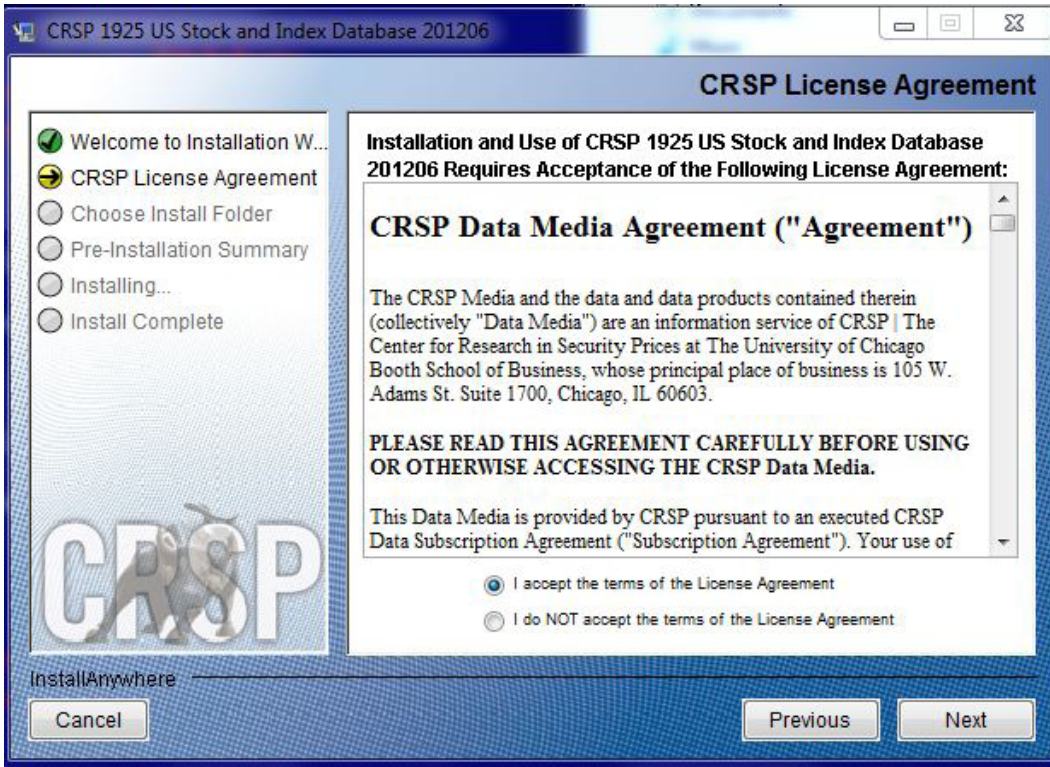 CRSP 1925 US Stock and Index Database 201206
CRSP License Agreement
Welcome to Installation W...
CRSP License Agreement
Choose Install Folder
Pre-Installation Summary
Installing...
Install Complete
CRSP
Installation and Use of CRSP 1925 US Stock and Index Database
201206 Requires Acceptance of the Following License Agreement:
CRSP Data Media Agreement ("Agreement")
The CRSP Media and the data and data products contained therein
(collectively "Data Media") are an information service of CRSP | The
Center for Research in Security Prices at The University of Chicago
Booth School of Business, whose principal place of business is 105 W.
Adams St. Suite 1700, Chicago, IL 60603.
PLEASE READ THIS AGREEMENT CAREFULLY BEFORE USING
OR OTHERWISE ACCESSING THE CRSP Data Media.
This Data Media is provided by CRSP pursuant to an executed CRSP
Data Subscription Agreement ("Subscription Agreement"). Your use of
I accept the terms of the License Agreement
I do NOT accept the terms of the License Agreement
InstallAnywhere
Cancel
Previous
Next